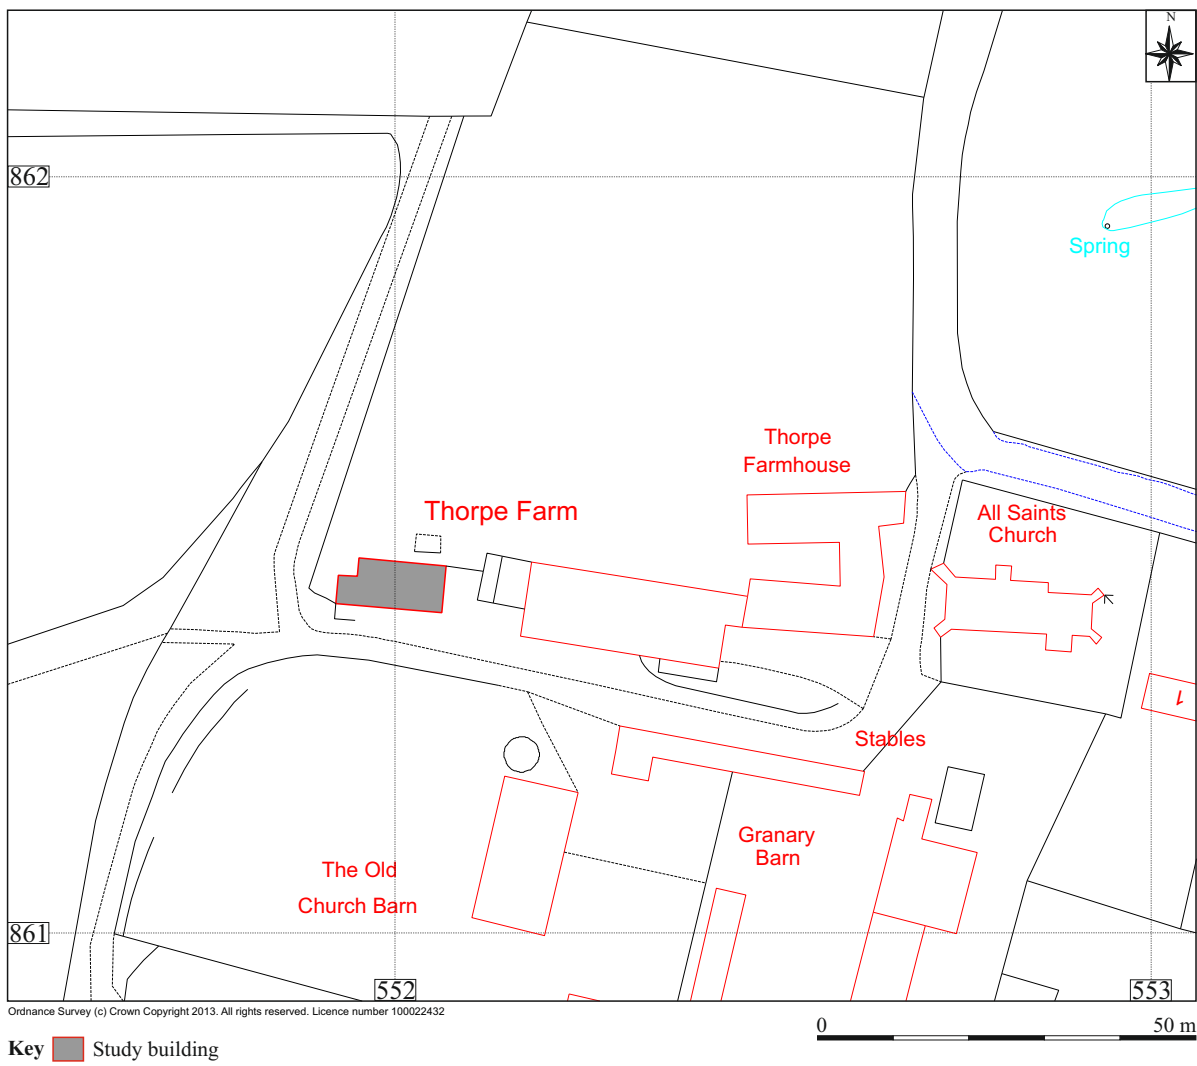 N
862
Spring
Thorpe
Farmhouse
Thorpe Farm
All Saints
Church
1
Stables
Granary
Barn
The Old
Church Barn
861
552
553
Ordnance Survey (c) Crown Copyright 2013. All rights reserved. Licence number 100022432
0 50 m
Key Study building